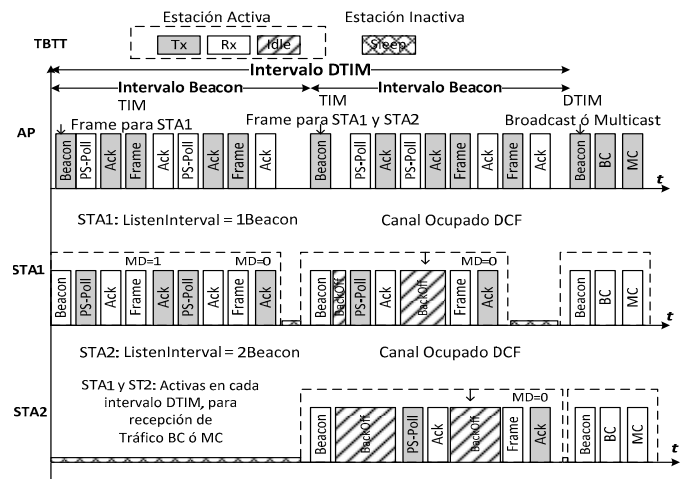 Estación Activa
Estación Inactiva
TBTT
Tx
Rx
Idle
Sleep
Intervalo DTIM
Intervalo Beacon
Intervalo Beacon
TIM
Frame para STA1
TIM
Frame para STA1 y STA2
DTIM
Broadcast ó Multicast
AP
Beacon
PS-Poll
Ack
Frame
Ack
PS-Poll
Ack
Frame
Ack
Beacon
PS-Poll
Ack
PS-Poll
Ack
Frame
Ack
Frame
Ack
Beacon
BC
MC
t
STA1: ListenInterval = 1Beacon
Canal Ocupado DCF
STA1
MD=1
MD=0
MD=0
Beacon
PS-Poll
Ack
Frame
Ack
PS-Poll
Ack
Frame
Ack
Beacon
BackOff
PS-Poll
Ack
BackOff
Frame
Ack
Beacon
BC
MC
t
STA2: ListenInterval = 2Beacon
Canal Ocupado DCF
STA1 y ST2: Activas en cada
intervalo DTIM, para
recepción de
Tráfico BC ó MC
STA2
MD=0
Beacon
BackOff
PS-Poll
Ack
BackOff
Frame
Ack
Beacon
BC
MC
t